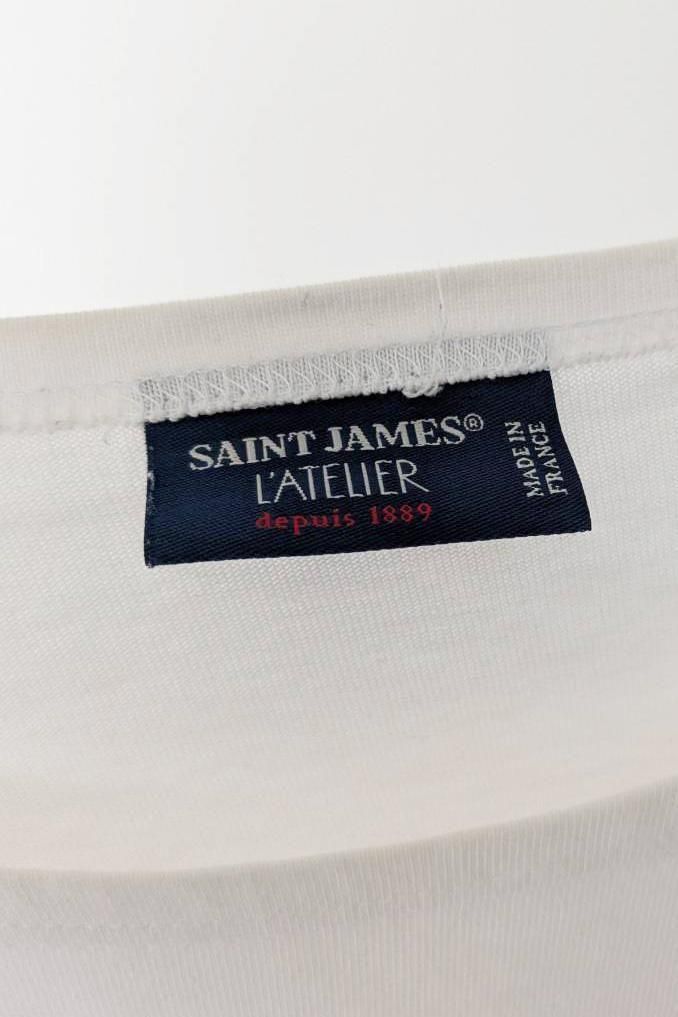 SAINT JAMES®
L'ATELIER
depuis 1889
MADE IN
FRANCE